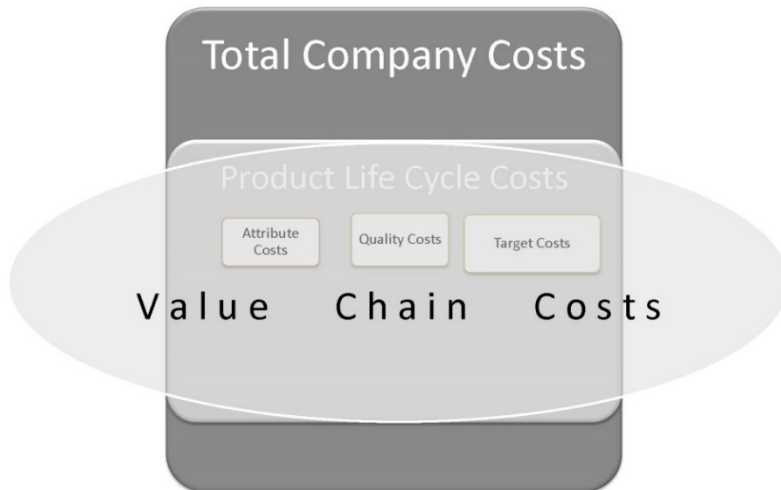 Total Company Costs
Product Life Cycle Costs
Attribute
Costs
Quality Costs
Target Costs
Value Chain Costs